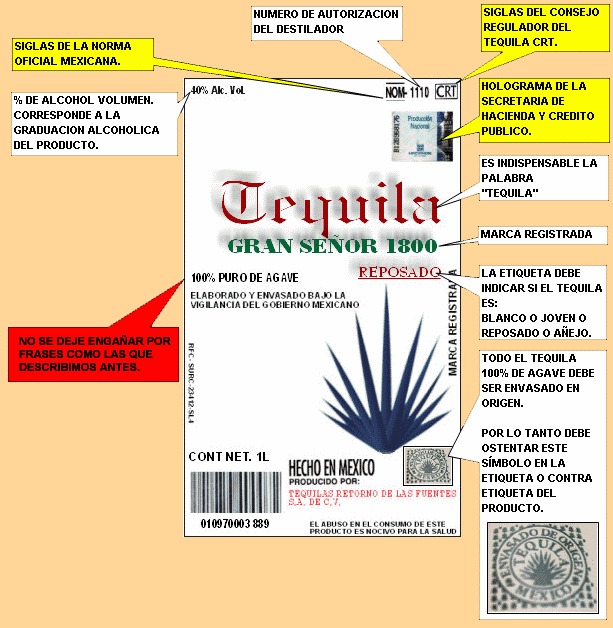 NUMERO DE AUTORIZACION
DEL DESTILADOR
SIGLAS DEL CONSEJO
REGULADOR DEL
TEQUILA CRT.
SIGLAS DE LA NORMA
OFICIAL MEXICANA.
% DE ALCOHOL VOLUMEN.
CORRESPONDE A LA
GRADUACION ALCOHOLICA
DEL PRODUCTO.
40% Alc. Vol.
NOM- 1110 CRT
HOLOGRAMA DE LA
SECRETARIA DE
HACIENDA Y CREDITO
PUBLICO.
Producción
Nacional
ES INDISPENSABLE LA
PALABRA
"TEQUILA"
Tequila
GRAN SEÑOR 1800
MARCA REGISTRADA
REPOSADO
100% PURO DE AGAVE
ELABORADO Y ENVASADO BAJO LA
VIGILANCIA DEL GOBIERNO MEXICANO
MARCA REGISTRADA
LA ETIQUETA DEBE
INDICAR SI EL TEQUILA
ES:
BLANCO O JOVEN O
REPOSADO O AÑEJO.
NO SE DEJE ENGAÑAR POR
FRASES COMO LAS QUE
DESCRIBIMOS ANTES.
RFC- SURC-23412-SL4
TODO EL TEQUILA
100% DE AGAVE DEBE
SER ENVASADO EN
ORIGEN.
POR LO TANTO DEBE
OSTENTAR ESTE
SÍMBOLO EN LA
ETIQUETA O CONTRA
ETIQUETA DEL
PRODUCTO.
CONT NET. 1L
HECHO EN MEXICO
PRODUCIDO POR:
TEQUILAS RETORNO DE LAS FUENTES
S.A. DE C.V.
010970003 889
EL ABUSO EN EL CONSUMO DE ESTE
PRODUCTO ES NOCIVO PARA LA SALUD
ENVASADO DE ORIGEN
TEQUILA
MEXICO